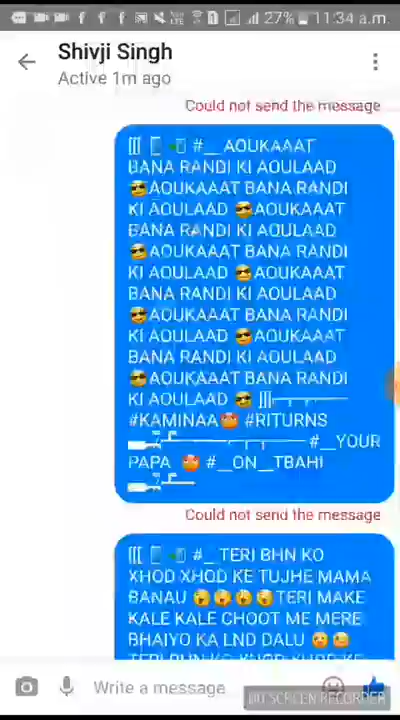 27% 11:34 a.m.
Shivji Singh
Active 1m ago
Could not send the message
#__AOUKAAAT
BANA RANDI KI AOULAAD
😎AOUKAAAT BANA RANDI
KI AOULAAD 😎AOUKAAAT
BANA RANDI KI AOULAAD
😎AOUKAAAT BANA RANDI
KI AOULAAD 😎AOUKAAAT
BANA RANDI KI AOULAAD
😎AOUKAAAT BANA RANDI
KI AOULAAD 😎AOUKAAAT
BANA RANDI KI AOULAAD
😎AOUKAAAT BANA RANDI
KI AOULAAD 😎
#KAMINAA😡 #RITURNS
#__YOUR
PAPA 😡 #__ON__TBAHI
Could not send the message
#__TERI BHN KO
XHOD XHOD KE TUJHE MAMA
BANAU TERI MAKE
KALE KALE CHOOT ME MERE
BHAIYO KA LND DALU
Write a message
DU SCREEN RECORDER